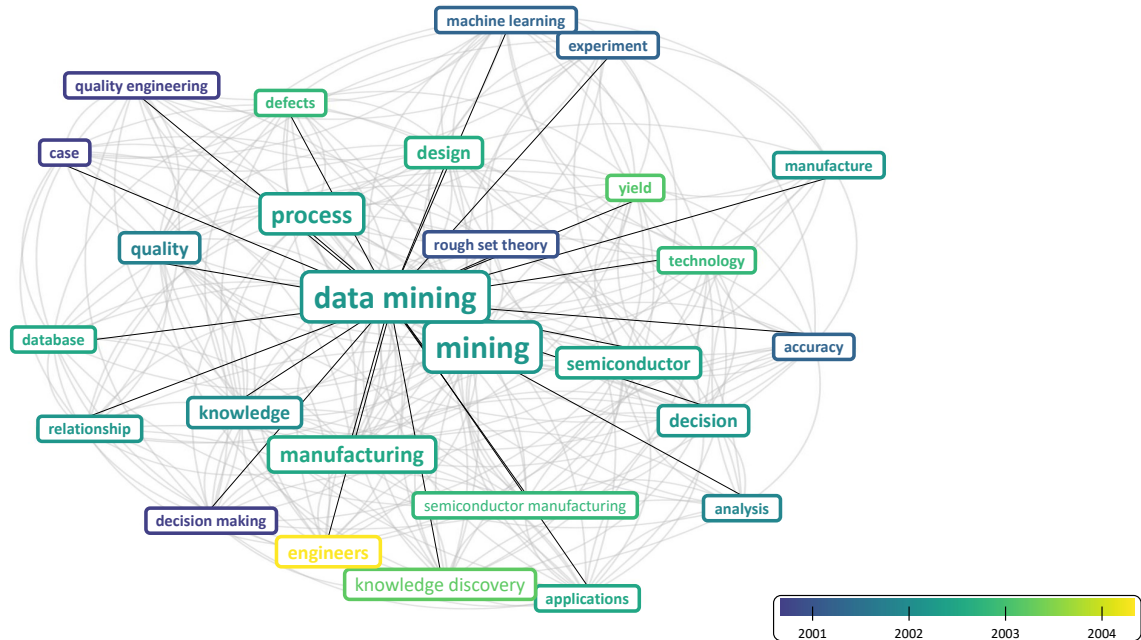 machine learning
experiment
quality engineering
defects
case
design
manufacture
yield
process
quality
rough set theory
technology
data mining
database
mining
accuracy
semiconductor
knowledge
decision
relationship
manufacturing
semiconductor manufacturing
analysis
decision making
engineers
knowledge discovery
applications
2001 2002 2003 2004